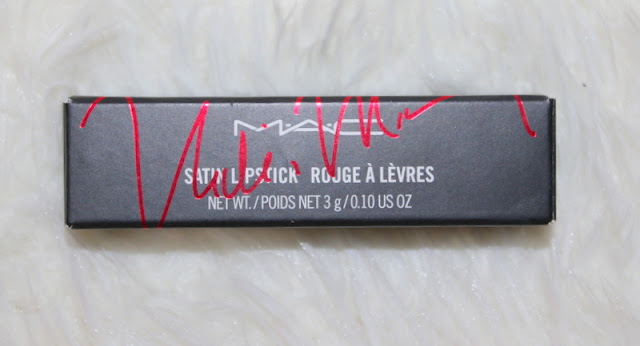 MAC
SATIN LIPSTICK ROUGE À LÈVRES
NET WT. / POIDS NET 3 g / 0.10 US OZ